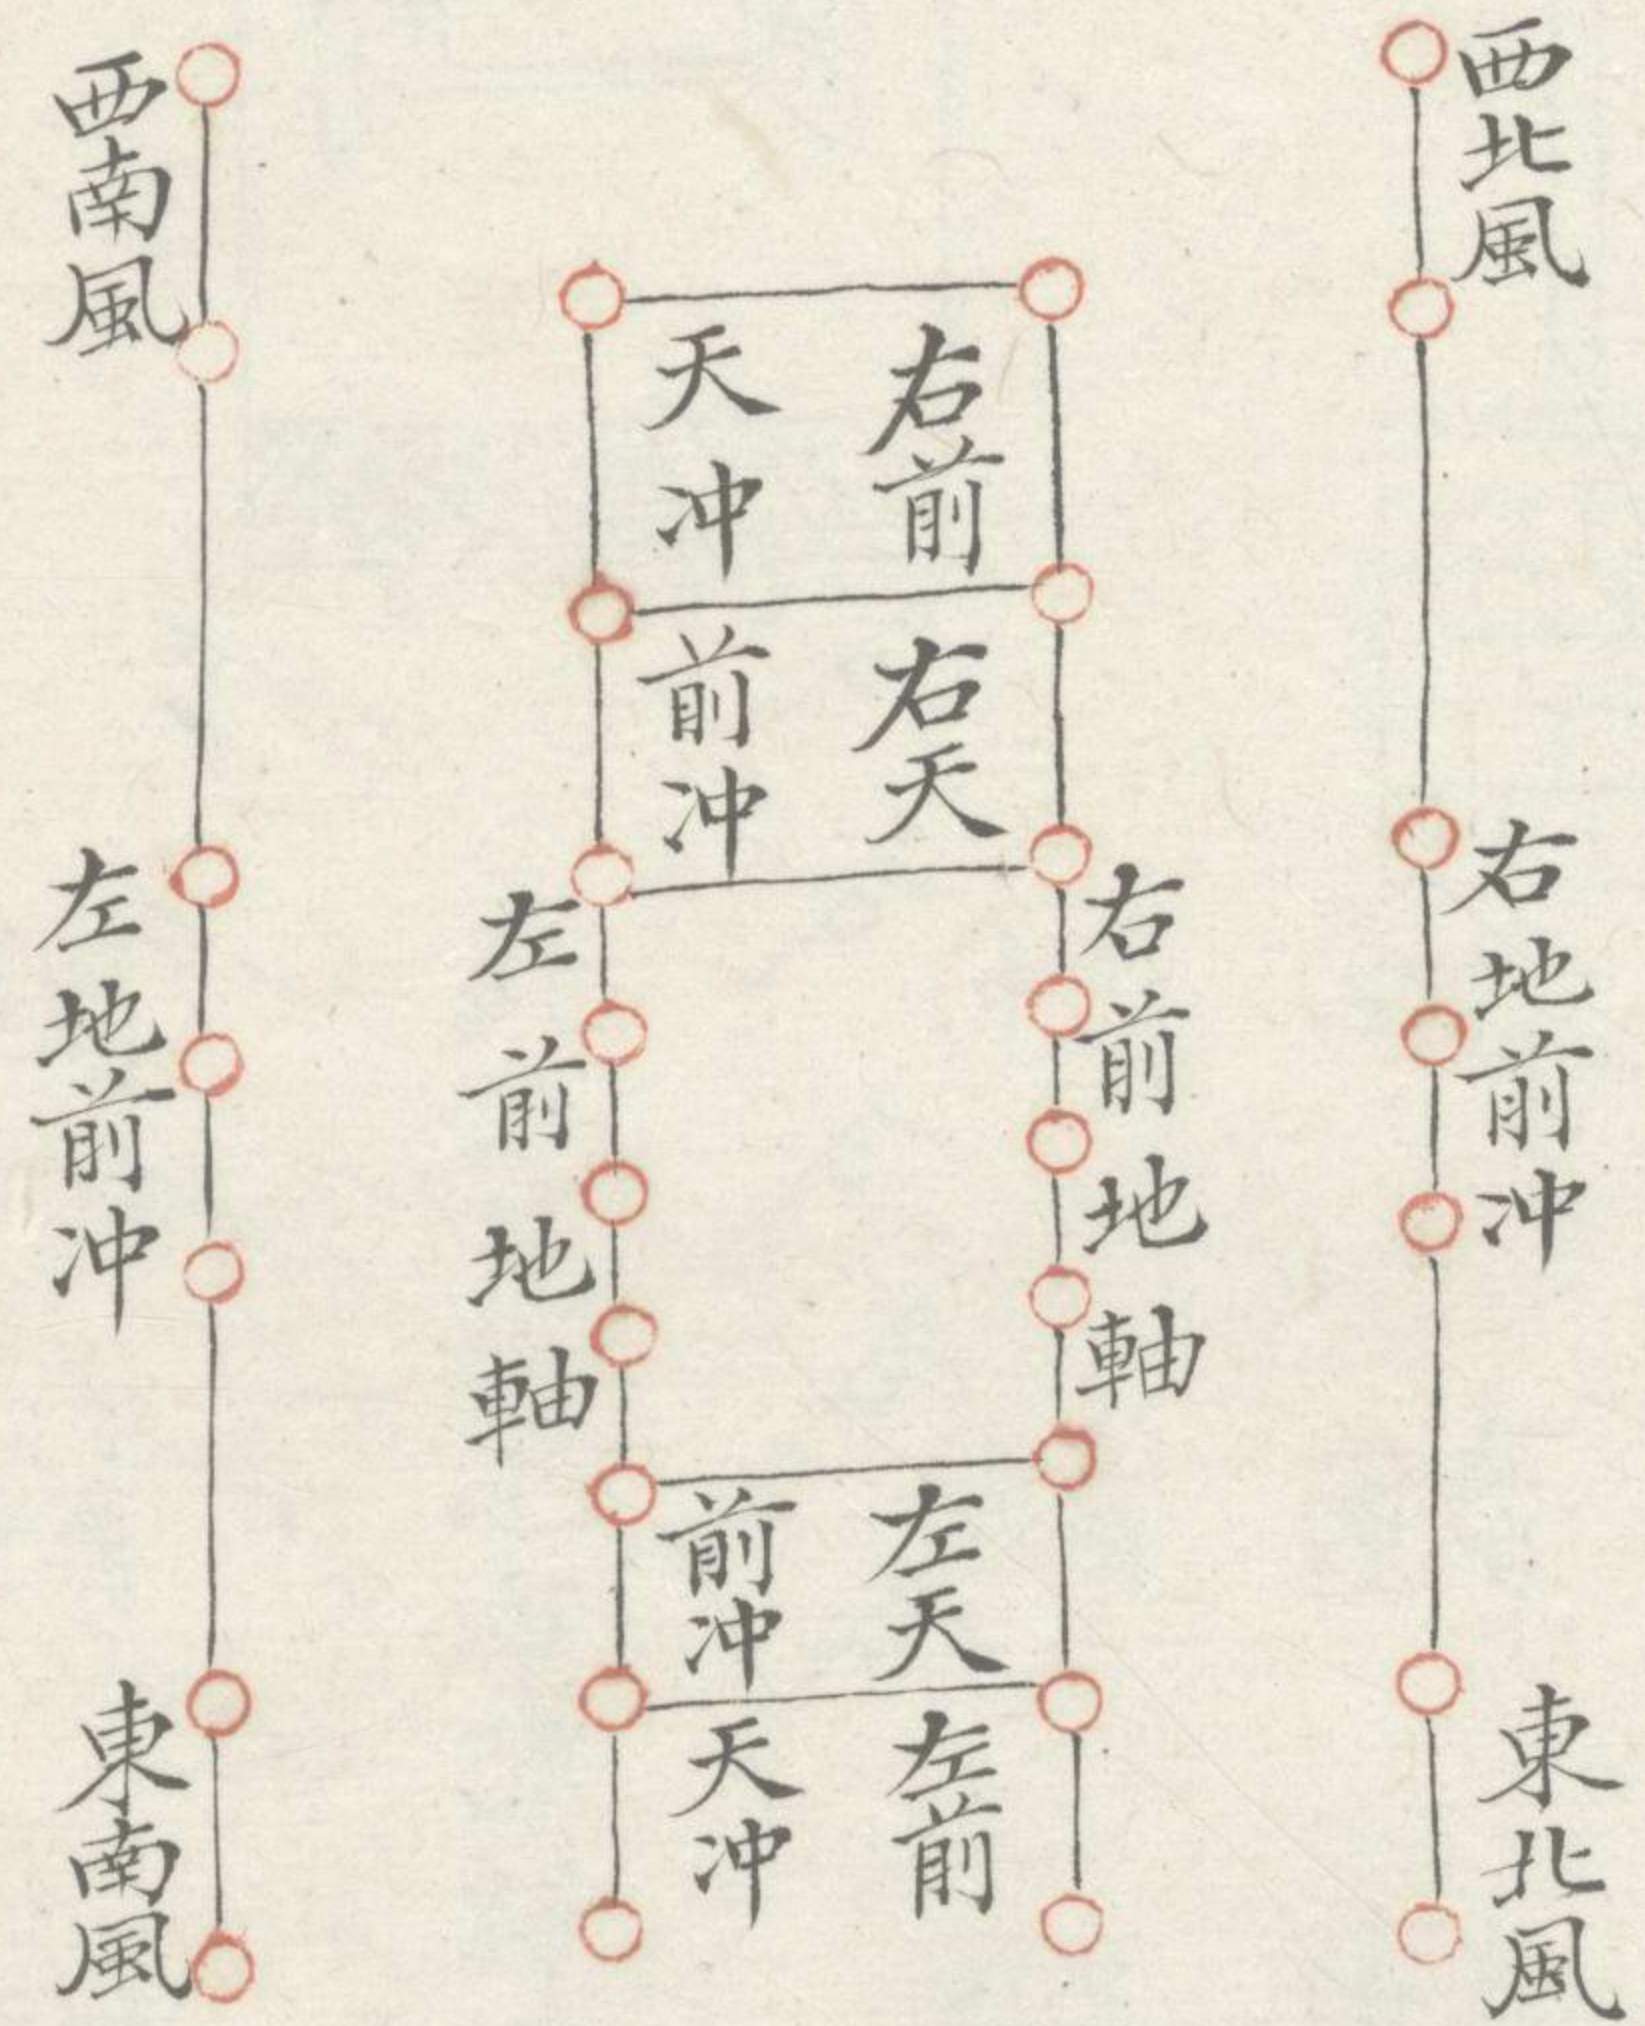 西北風
右地前冲
東北風
右前地軸
右前
天冲
右天
前冲
左天
前冲
左前
天冲
左前地軸
西南風
左地前冲
東南風